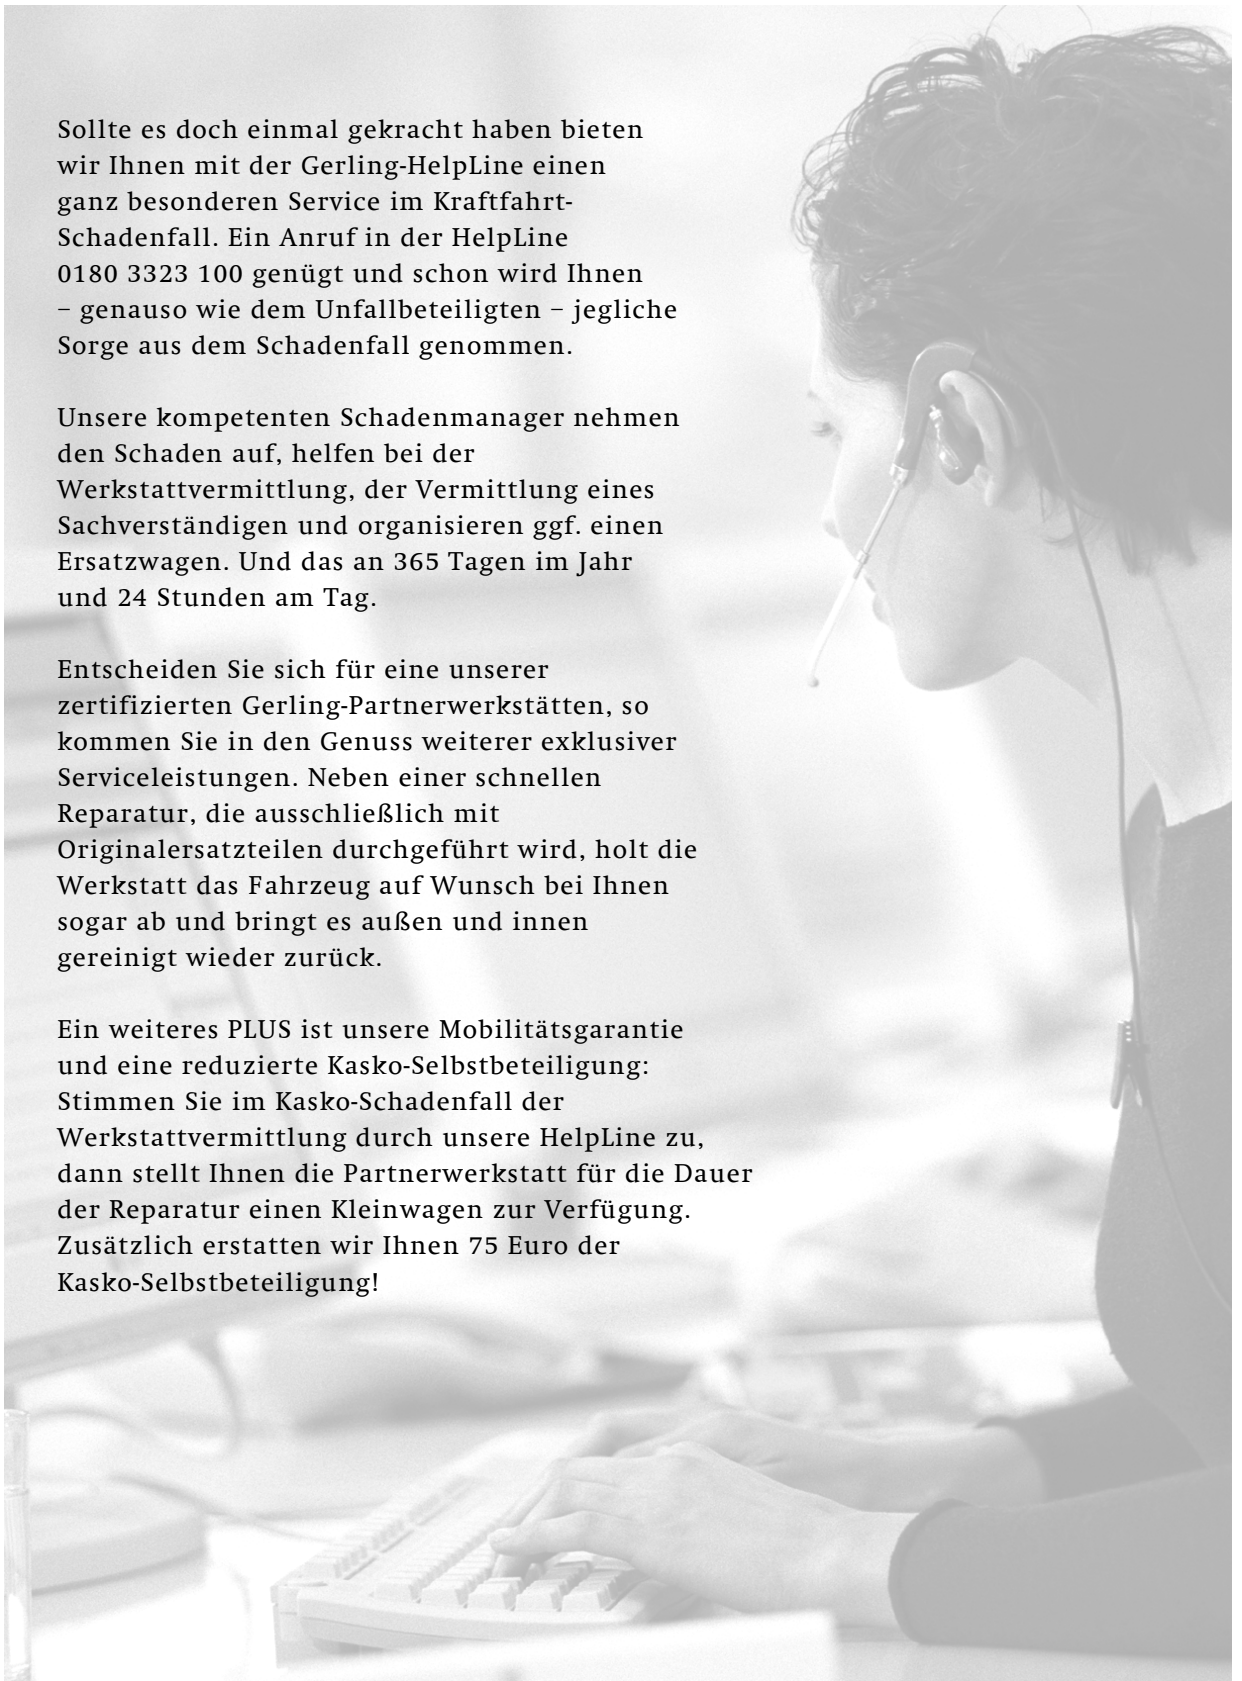 Sollte es doch einmal gekracht haben bieten
wir Ihnen mit der Gerling-HelpLine einen
ganz besonderen Service im Kraftfahrt-
Schadenfall. Ein Anruf in der HelpLine
0180 3323 100 genügt und schon wird Ihnen
– genauso wie dem Unfallbeteiligten – jegliche
Sorge aus dem Schadenfall genommen.

Unsere kompetenten Schadenmanager nehmen
den Schaden auf, helfen bei der
Werkstattvermittlung, der Vermittlung eines
Sachverständigen und organisieren ggf. einen
Ersatzwagen. Und das an 365 Tagen im Jahr
und 24 Stunden am Tag.

Entscheiden Sie sich für eine unserer
zertifizierten Gerling-Partnerwerkstätten, so
kommen Sie in den Genuss weiterer exklusiver
Serviceleistungen. Neben einer schnellen
Reparatur, die ausschließlich mit
Originalersatzteilen durchgeführt wird, holt die
Werkstatt das Fahrzeug auf Wunsch bei Ihnen
sogar ab und bringt es außen und innen
gereinigt wieder zurück.

Ein weiteres PLUS ist unsere Mobilitätsgarantie
und eine reduzierte Kasko-Selbstbeteiligung:
Stimmen Sie im Kasko-Schadenfall der
Werkstattvermittlung durch unsere HelpLine zu,
dann stellt Ihnen die Partnerwerkstatt für die Dauer
der Reparatur einen Kleinwagen zur Verfügung.
Zusätzlich erstatten wir Ihnen 75 Euro der
Kasko-Selbstbeteiligung!